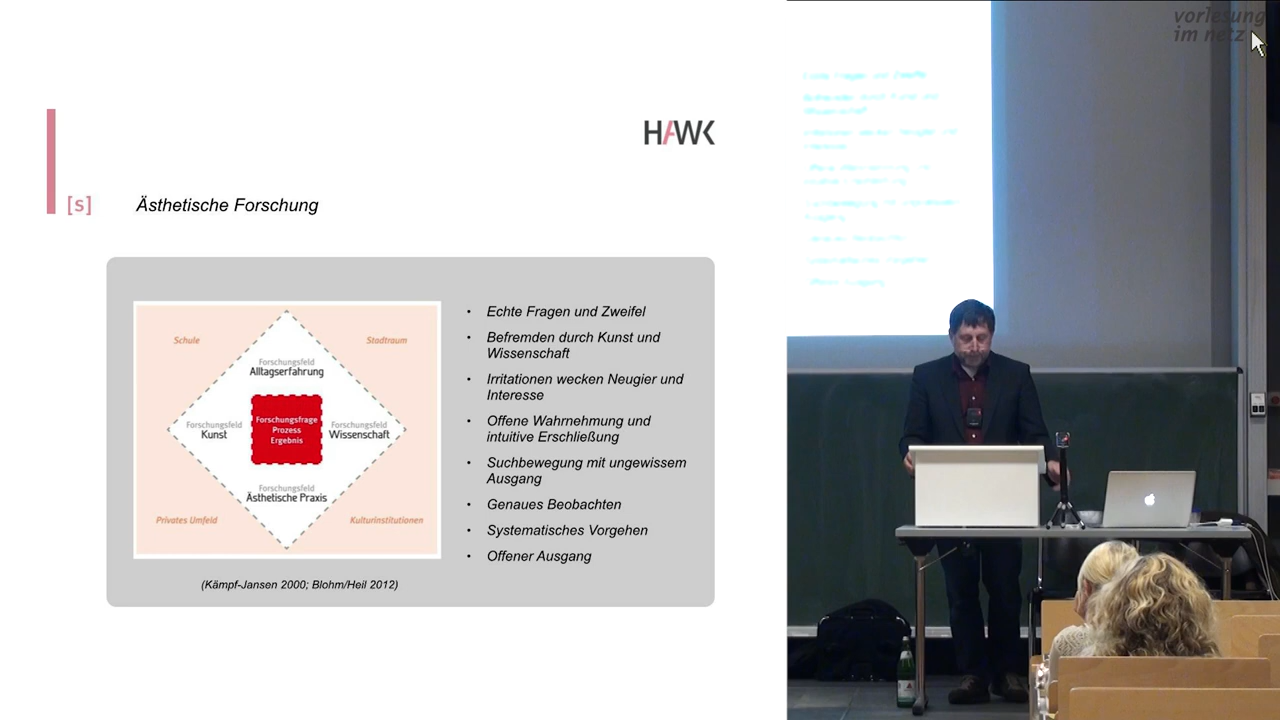 vorlesung
im netz
HAWK
[s]
Ästhetische Forschung
Schule
Stadtraum
Forschungsfeld
Alltagserfahrung
Forschungsfeld
Kunst
Forschungsfrage
Prozess
Ergebnis
Forschungsfeld
Wissenschaft
Forschungsfeld
Ästhetische Praxis
Privates Umfeld
Kulturinstitutionen
(Kämpf-Jansen 2000; Blohm/Heil 2012)
• Echte Fragen und Zweifel
• Befremden durch Kunst und
Wissenschaft
• Irritationen wecken Neugier und
Interesse
• Offene Wahrnehmung und
intuitive Erschließung
• Suchbewegung mit ungewissem
Ausgang
• Genaues Beobachten
• Systematisches Vorgehen
• Offener Ausgang